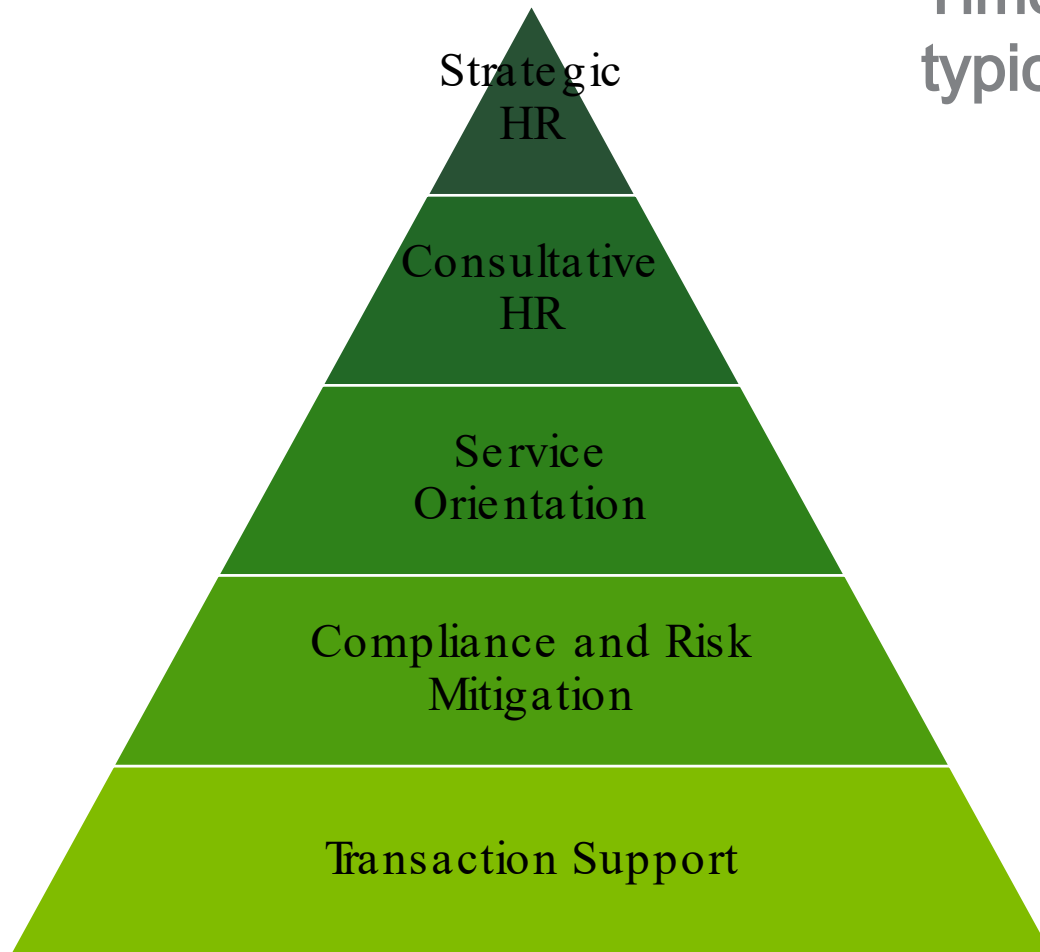 Strategic
HR
Consultative
HR
Service
Orientation
Compliance and Risk
Mitigation
Transaction Support